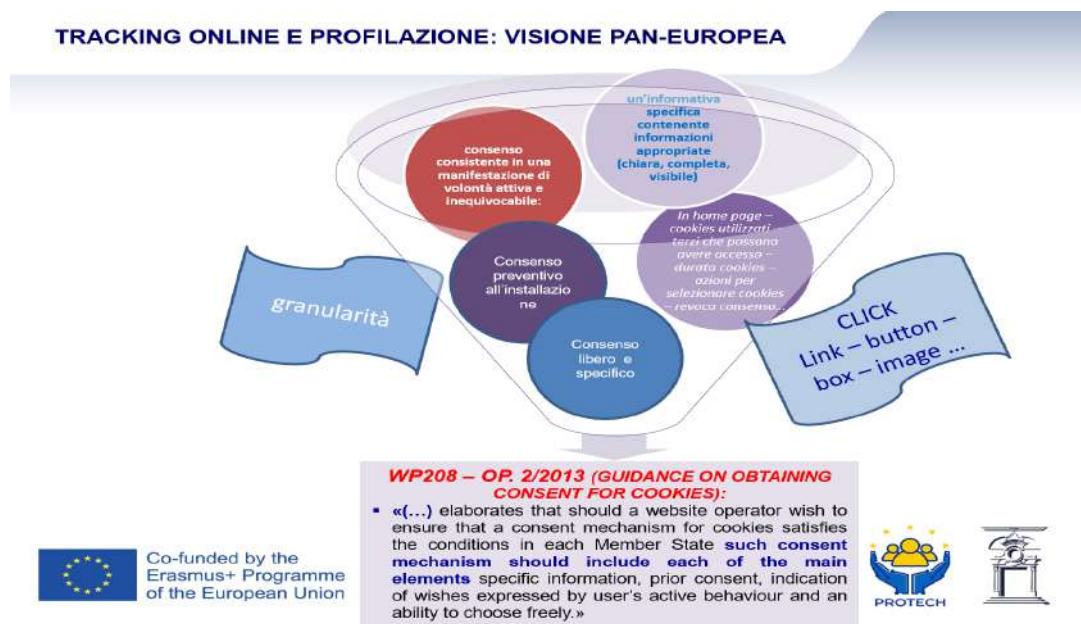 TRACKING ONLINE E PROFILAZIONE: VISIONE PAN-EUROPEA
un'informativa
specifica
contenente
informazioni
appropriate
(chiara, completa,
visibile)
consenso
consistente in una
manifestazione di
volontà attiva e
inequivocabile:
In home page –
cookies utilizzati –
terzi che possano
avere accesso –
durata cookies –
azioni per
selezionare cookies
– revoca consenso...
Consenso
preventivo
all'installazio
ne
granularità
Consenso
libero e
specifico
CLICK
Link – button –
box – image ...
WP208 – OP. 2/2013 (GUIDANCE ON OBTAINING
CONSENT FOR COOKIES):
▪ «(...) elaborates that should a website operator wish to
ensure that a consent mechanism for cookies satisfies
the conditions in each Member State such consent
mechanism should include each of the main
elements specific information, prior consent, indication
of wishes expressed by user's active behaviour and an
ability to choose freely.»
Co-funded by the
Erasmus+ Programme
of the European Union
PROTECH